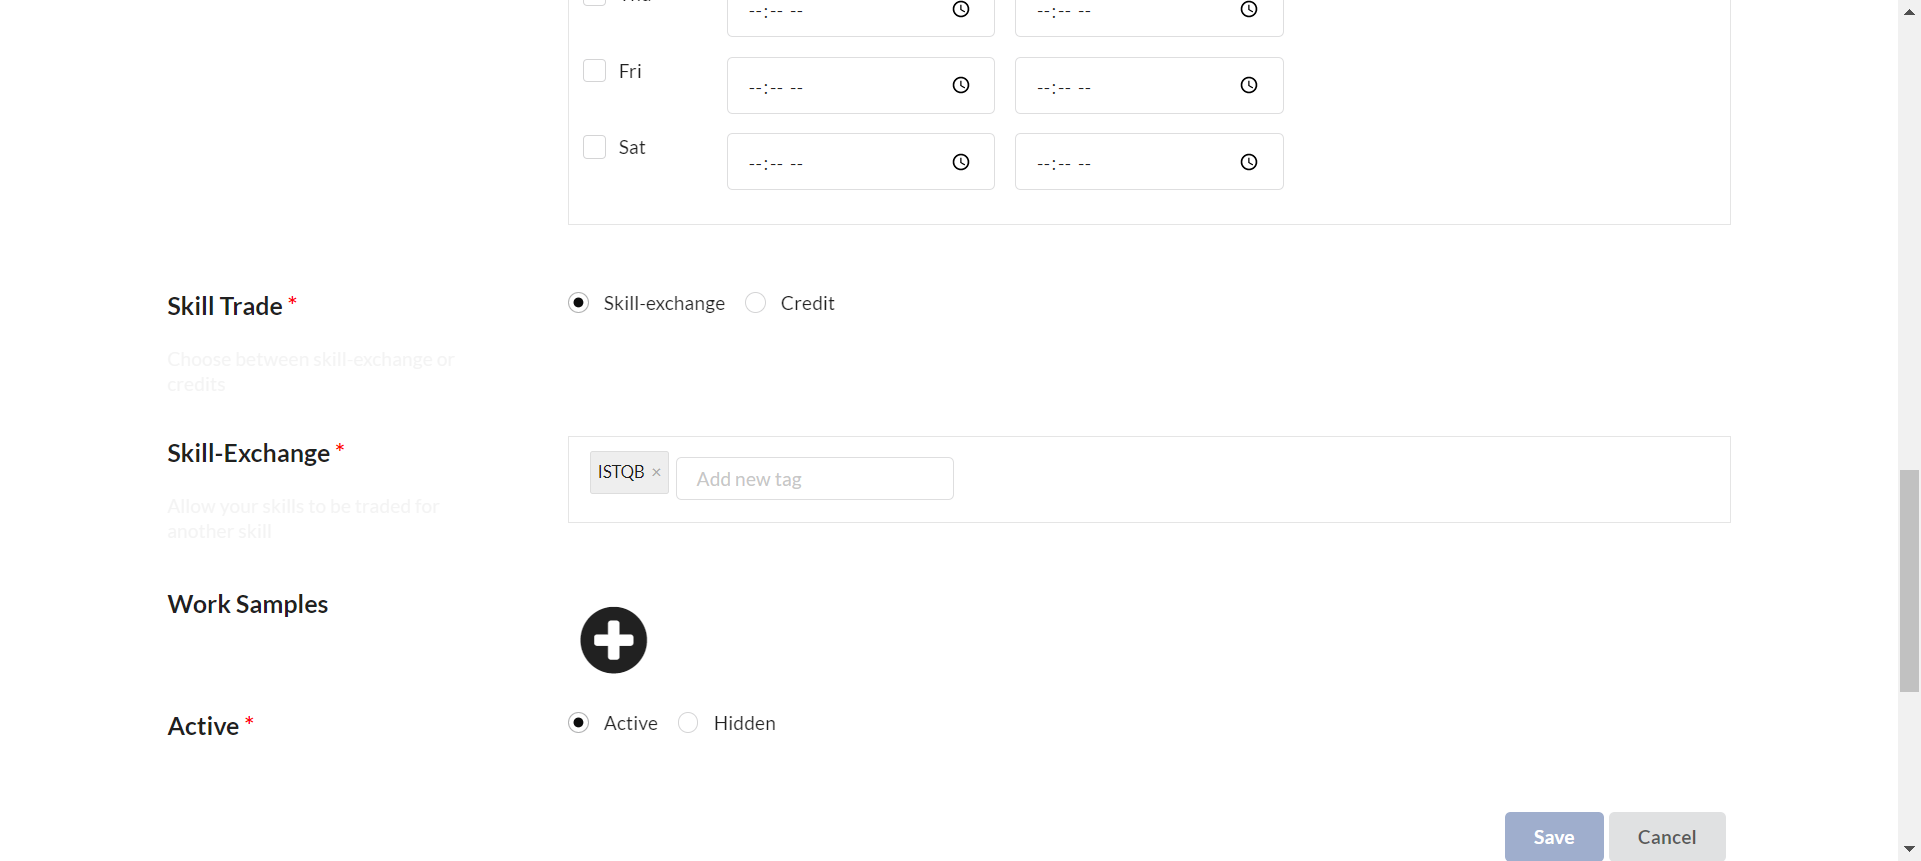 --:-- -- --:-- --
Fri --:-- -- --:-- --
Sat --:-- -- --:-- --
Skill Trade * Skill-exchange Credit
Choose between skill-exchange or
credits
Skill-Exchange * ISTQB × Add new tag
Allow your skills to be traded for
another skill
Work Samples
Active * Active Hidden
Save Cancel